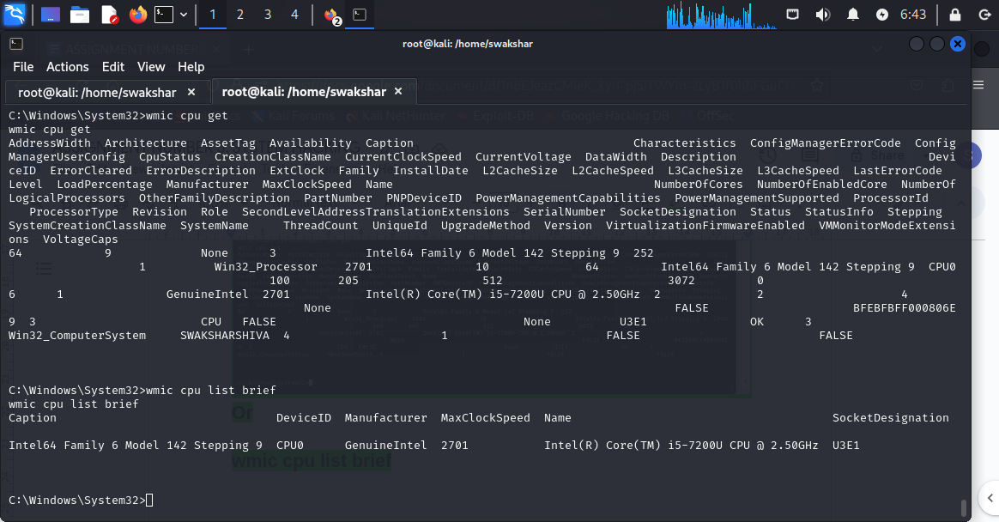 1 2 3 4 2 6:43
root@kali: /home/swakshar
File Actions Edit View Help
root@kali: /home/swakshar × root@kali: /home/swakshar ×
C:\Windows\System32>wmic cpu get
wmic cpu get
AddressWidth Architecture AssetTag Availability Caption Characteristics ConfigManagerErrorCode Config
ManagerUserConfig CpuStatus CreationClassName CurrentClockSpeed CurrentVoltage DataWidth Description Devi
ceID ErrorCleared ErrorDescription ExtClock Family InstallDate L2CacheSize L2CacheSpeed L3CacheSize L3CacheSpeed LastErrorCode
Level LoadPercentage Manufacturer MaxClockSpeed Name NumberOfCores NumberOfEnabledCore NumberOf
LogicalProcessors OtherFamilyDescription PartNumber PNPDeviceID PowerManagementCapabilities PowerManagementSupported ProcessorId
ProcessorType Revision Role SecondLevelAddressTranslationExtensions SerialNumber SocketDesignation Status StatusInfo Stepping
SystemCreationClassName SystemName ThreadCount UniqueId UpgradeMethod Version VirtualizationFirmwareEnabled VMMonitorModeExtensi
ons VoltageCaps
64 9 None 3 Intel64 Family 6 Model 142 Stepping 9 252
1 Win32_Processor 2701 10 64 Intel64 Family 6 Model 142 Stepping 9 CPU0
100 205 512 3072 0
6 1 GenuineIntel 2701 Intel(R) Core(TM) i5-7200U CPU @ 2.50GHz 2 2 4
None FALSE BFEBFBFF000806E
9 3 CPU FALSE None U3E1 OK 3
Win32_ComputerSystem SWAKSHARSHIVA 4 1 FALSE FALSE
C:\Windows\System32>wmic cpu list brief
wmic cpu list brief
Caption DeviceID Manufacturer MaxClockSpeed Name SocketDesignation
Or
Intel64 Family 6 Model 142 Stepping 9 CPU0 GenuineIntel 2701 Intel(R) Core(TM) i5-7200U CPU @ 2.50GHz U3E1
wmic cpu list brief
C:\Windows\System32>